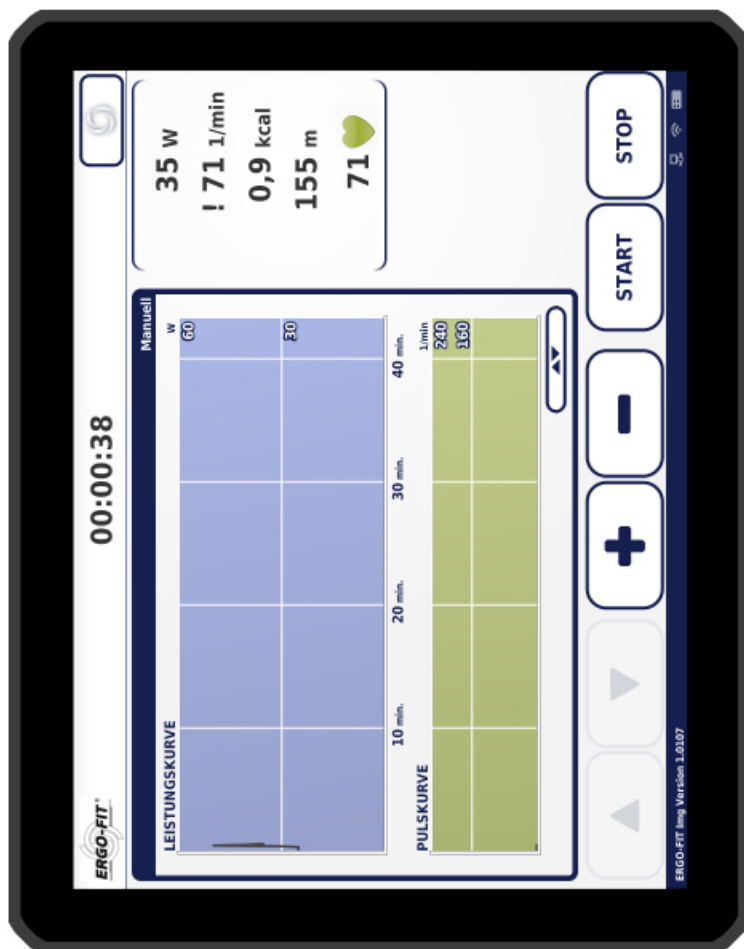 ERGO-FIT®
00:00:38
Manuell
LEISTUNGSKURVE
W
60
30
10 min.
20 min.
30 min.
40 min.
PULSKURVE
1/min
240
160
35 W
! 71 1/min
0,9 kcal
155 m
71
START
STOP
ERGO-FIT Img Version 1.0107